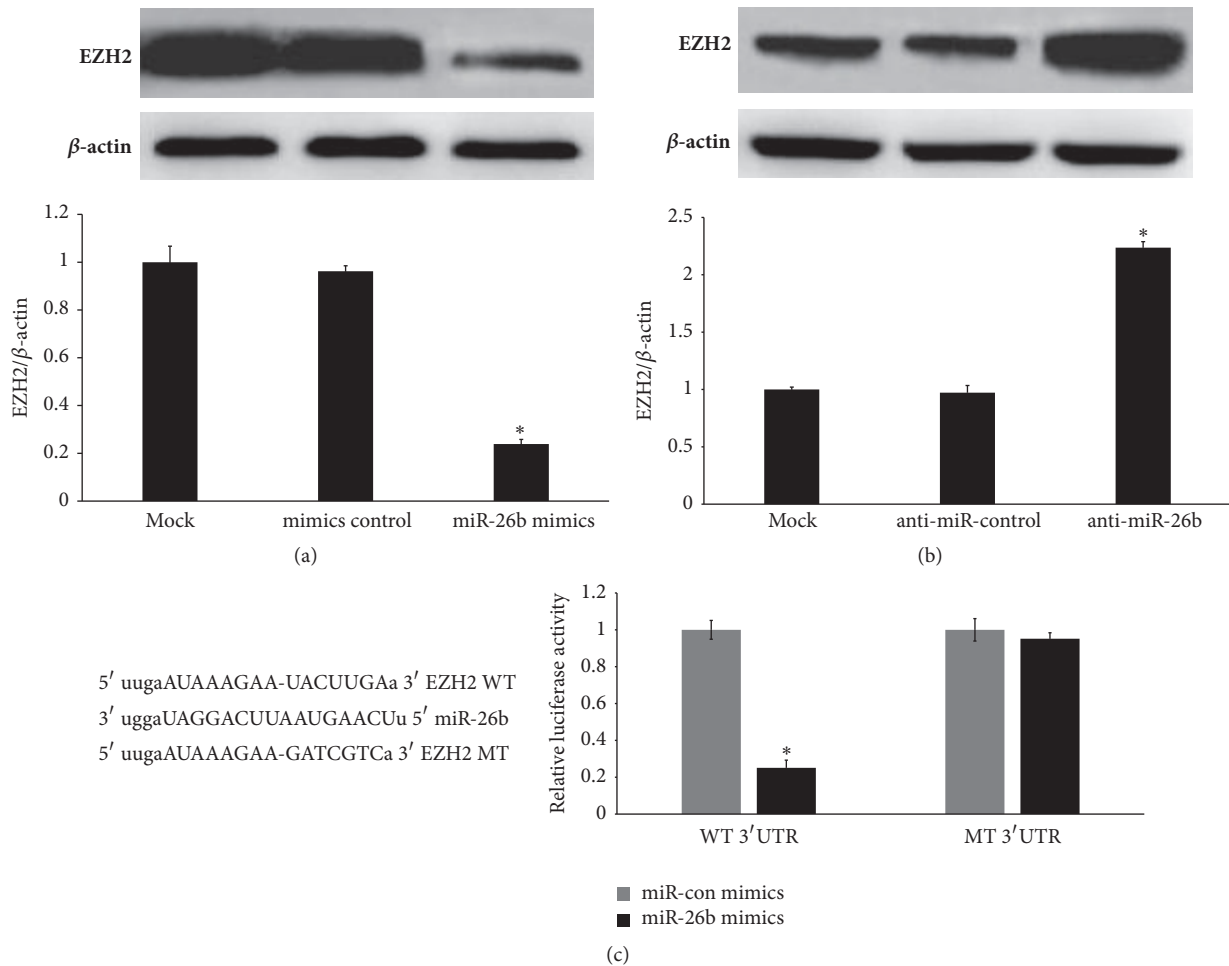 EZH2
β-actin
EZH2/β-actin
1.2
1
0.8
0.6
0.4
0.2
0
*
Mock mimics control miR-26b mimics
(a)
EZH2
β-actin
EZH2/β-actin
2.5
2
1.5
1
0.5
0
*
Mock anti-miR-control anti-miR-26b
(b)
5′ uugaAUAAAGAA-UACUUGAa 3′ EZH2 WT
3′ uggaUAGGACUUAAUGAACUu 5′ miR-26b
5′ uugaAUAAAGAA-GATCGTCa 3′ EZH2 MT
Relative luciferase activity
1.2
1
0.8
0.6
0.4
0.2
0
*
WT 3′UTR MT 3′UTR
miR-con mimics
miR-26b mimics
(c)